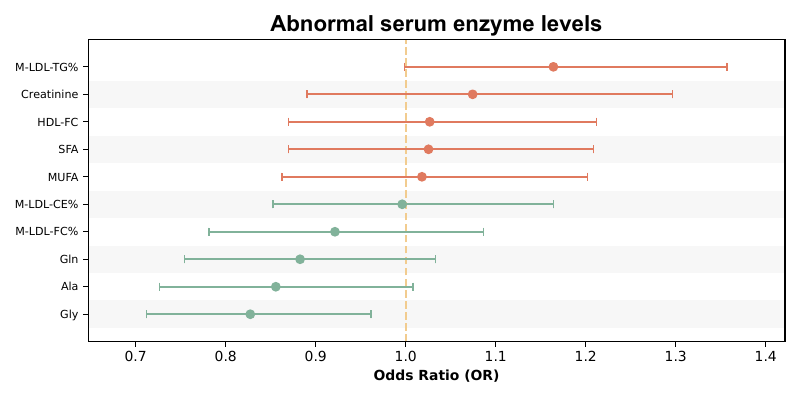 Abnormal serum enzyme levels
M-LDL-TG%
Creatinine
HDL-FC
SFA
MUFA
M-LDL-CE%
M-LDL-FC%
Gln
Ala
Gly
0.7 0.8 0.9 1.0 1.1 1.2 1.3 1.4
Odds Ratio (OR)